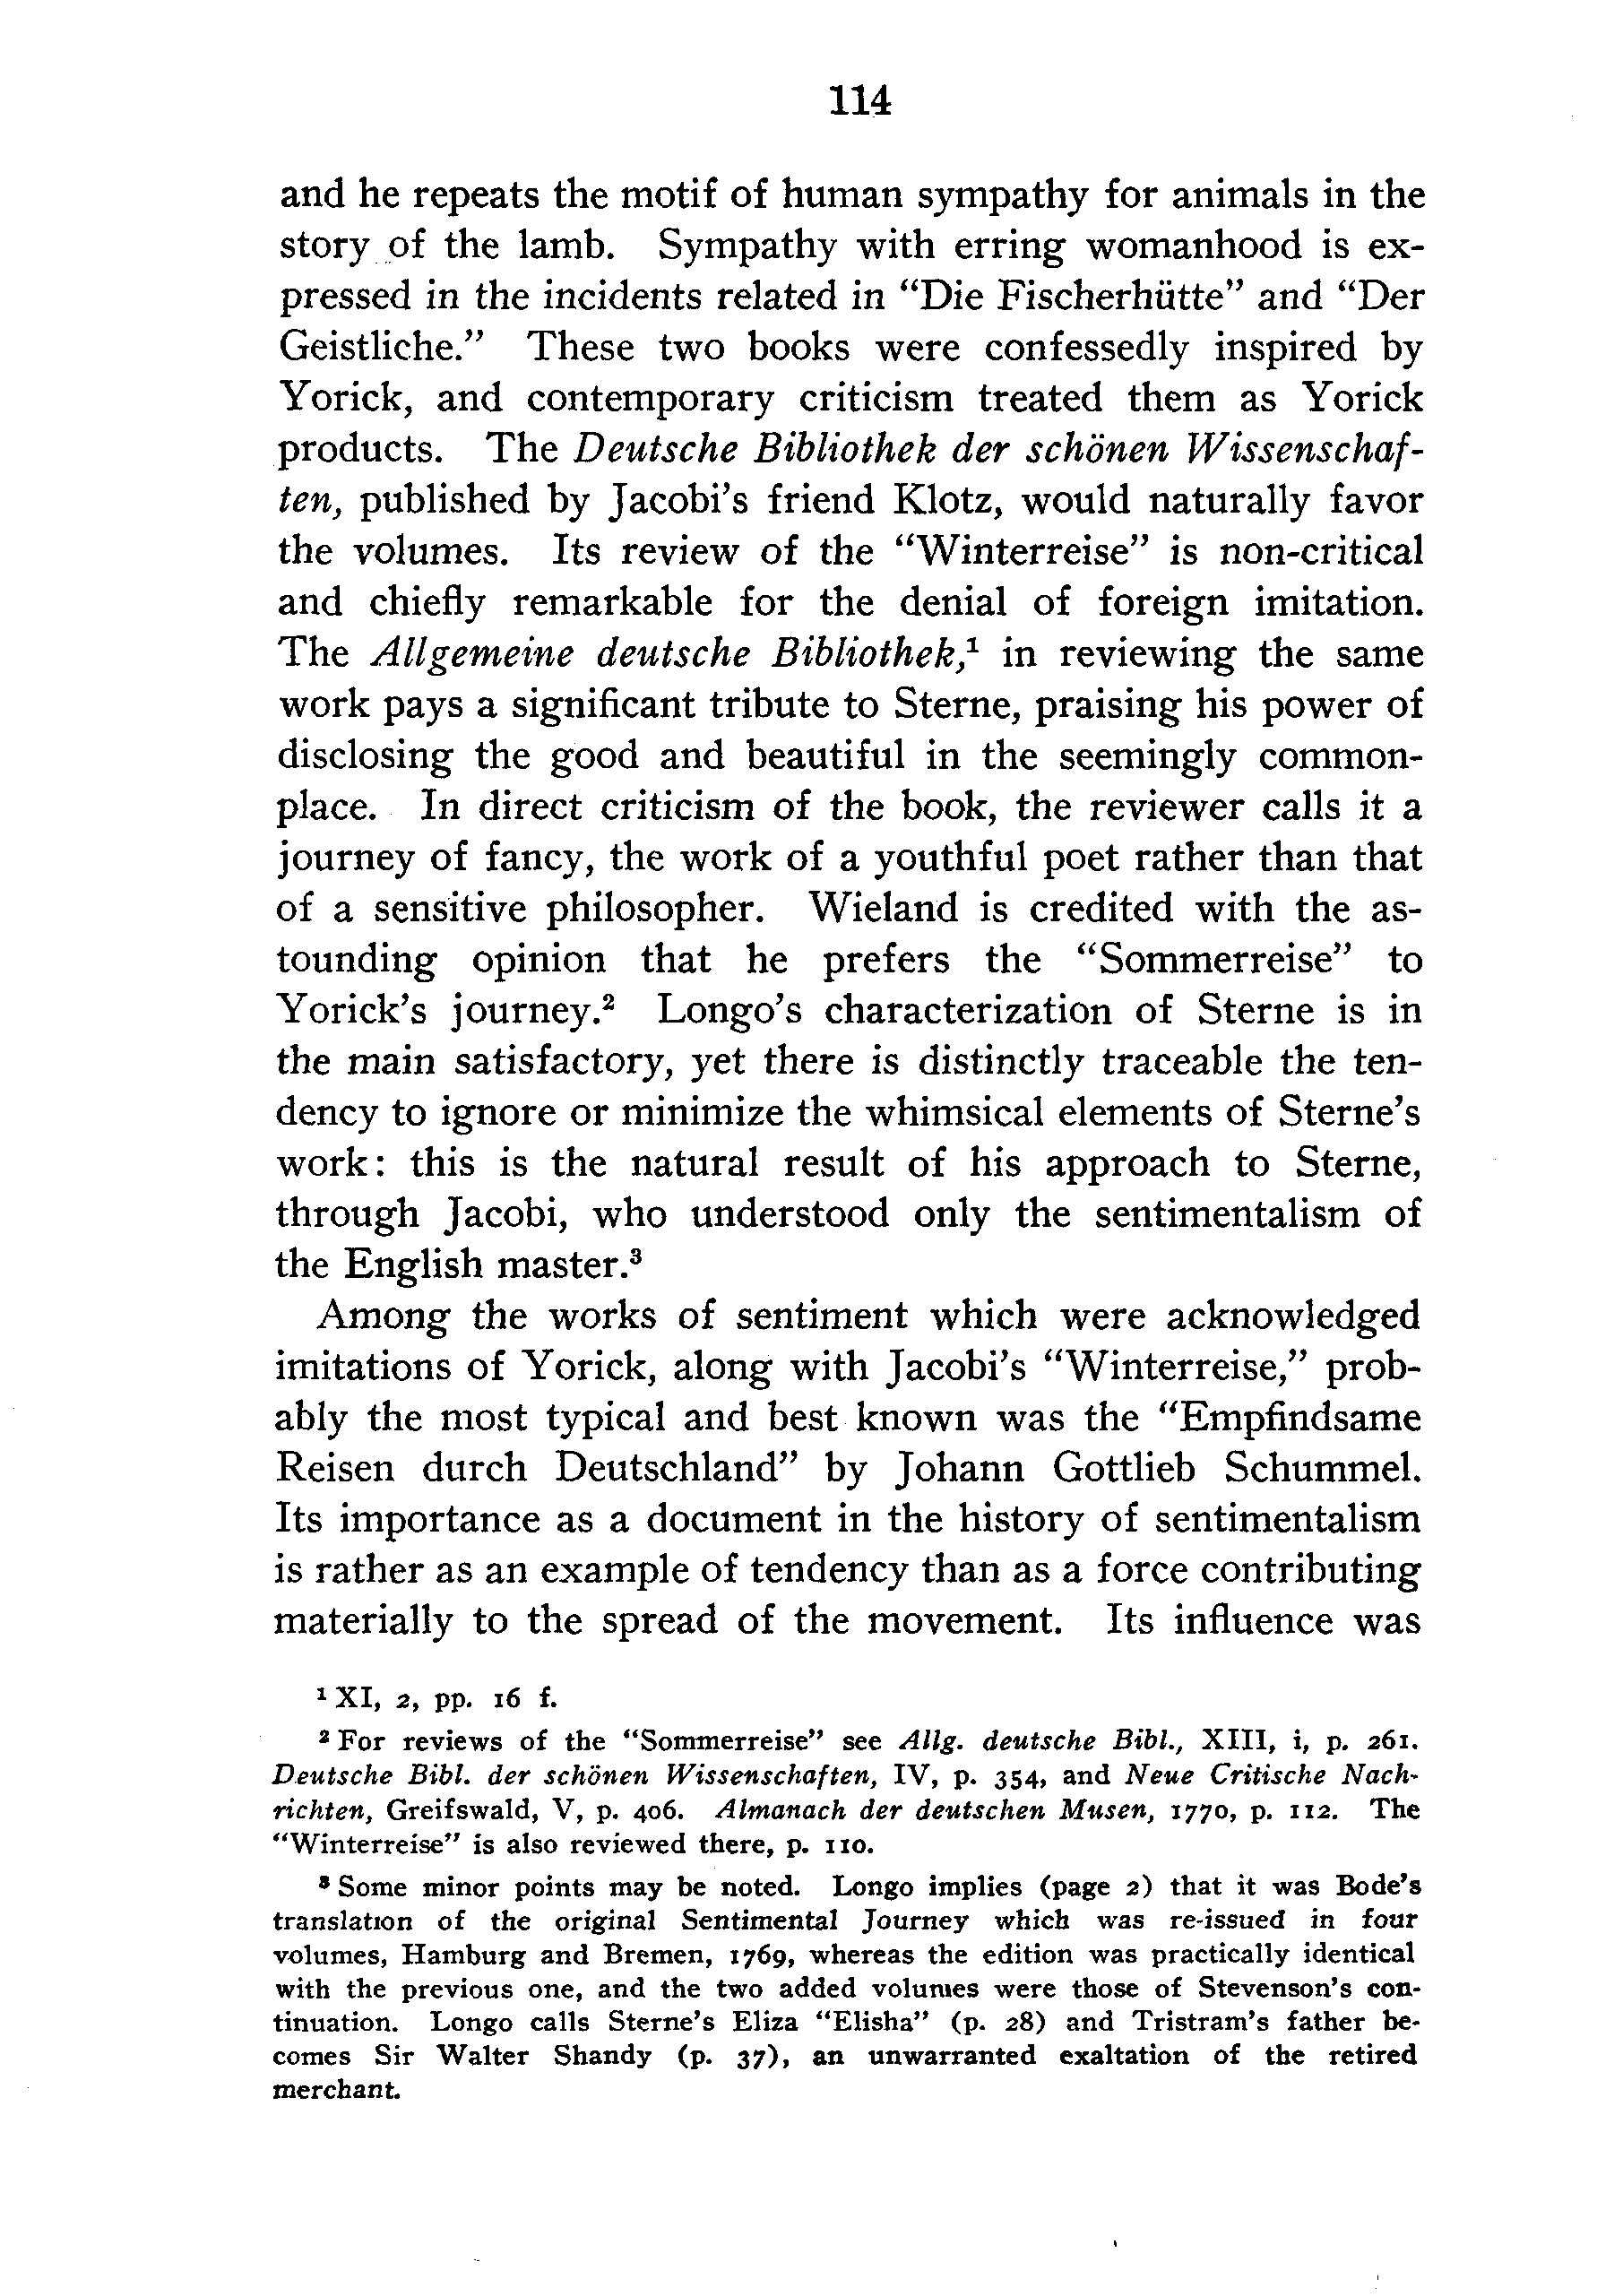 114
and he repeats the motif of human sympathy for animals in the
story of the lamb. Sympathy with erring womanhood is ex-
pressed in the incidents related in “Die Fischerhütte” and “Der
Geistliche.” These two books were confessedly inspired by
Yorick, and contemporary criticism treated them as Yorick
products. The Deutsche Bibliothek der schönen Wissenschaf-
ten, published by Jacobi’s friend Klotz, would naturally favor
the volumes. Its review of the “Winterreise” is non-critical
and chiefly remarkable for the denial of foreign imitation.
The Allgemeine deutsche Bibliothek,¹ in reviewing the same
work pays a significant tribute to Sterne, praising his power of
disclosing the good and beautiful in the seemingly common-
place. In direct criticism of the book, the reviewer calls it a
journey of fancy, the work of a youthful poet rather than that
of a sensitive philosopher. Wieland is credited with the as-
tounding opinion that he prefers the “Sommerreise” to
Yorick’s journey.² Longo’s characterization of Sterne is in
the main satisfactory, yet there is distinctly traceable the ten-
dency to ignore or minimize the whimsical elements of Sterne’s
work: this is the natural result of his approach to Sterne,
through Jacobi, who understood only the sentimentalism of
the English master.³
Among the works of sentiment which were acknowledged
imitations of Yorick, along with Jacobi’s “Winterreise,” prob-
ably the most typical and best known was the “Empfindsame
Reisen durch Deutschland” by Johann Gottlieb Schummel.
Its importance as a document in the history of sentimentalism
is rather as an example of tendency than as a force contributing
materially to the spread of the movement. Its influence was
¹ XI, 2, pp. 16 f.
² For reviews of the “Sommerreise” see Allg. deutsche Bibl., XIII, i, p. 261.
Deutsche Bibl. der schönen Wissenschaften, IV, p. 354, and Neue Critische Nach-
richten, Greifswald, V, p. 406. Almanach der deutschen Musen, 1770, p. 112. The
“Winterreise” is also reviewed there, p. 110.
³ Some minor points may be noted. Longo implies (page 2) that it was Bode’s
translation of the original Sentimental Journey which was re-issued in four
volumes, Hamburg and Bremen, 1769, whereas the edition was practically identical
with the previous one, and the two added volumes were those of Stevenson’s con-
tinuation. Longo calls Sterne’s Eliza “Elisha” (p. 28) and Tristram’s father be-
comes Sir Walter Shandy (p. 37), an unwarranted exaltation of the retired
merchant.